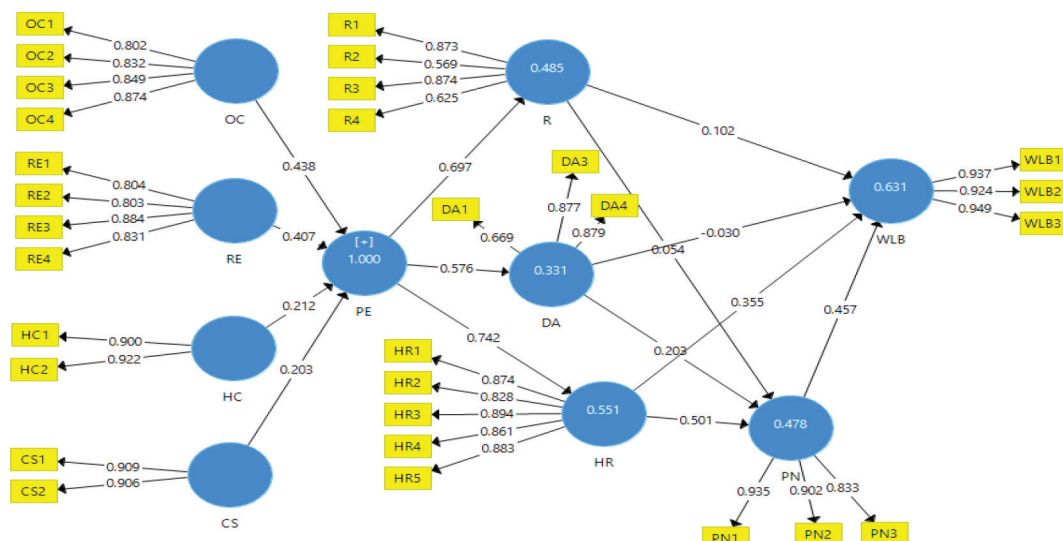 OC1
OC2
OC3
OC4
0.802
0.832
0.849
0.874
OC
RE1
RE2
RE3
RE4
0.804
0.803
0.884
0.831
RE
HC1
HC2
0.900
0.922
HC
CS1
CS2
0.909
0.906
CS
0.438
0.407
0.212
0.203
[+]
1.000
PE
0.697
0.576
0.742
R1
R2
R3
R4
0.873
0.569
0.874
0.625
0.485
R
DA1
DA3
DA4
0.669
0.877
0.879
0.331
DA
HR1
HR2
HR3
HR4
HR5
0.874
0.828
0.894
0.861
0.883
0.551
HR
0.102
-0.030
0.054
0.355
0.203
0.501
0.457
0.631
WLB
WLB1
WLB2
WLB3
0.937
0.924
0.949
0.478
PN
0.935
0.902
0.833
PN1
PN2
PN3